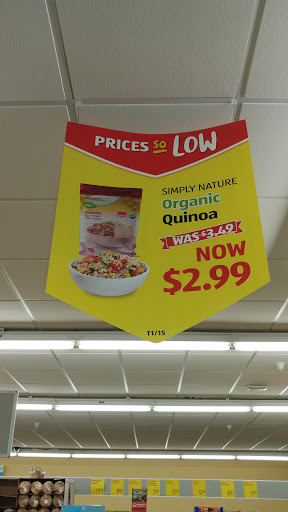 PRICES SO LOW
SIMPLY NATURE
Organic
Quinoa
WAS $3.49
NOW
$2.99
T1/15